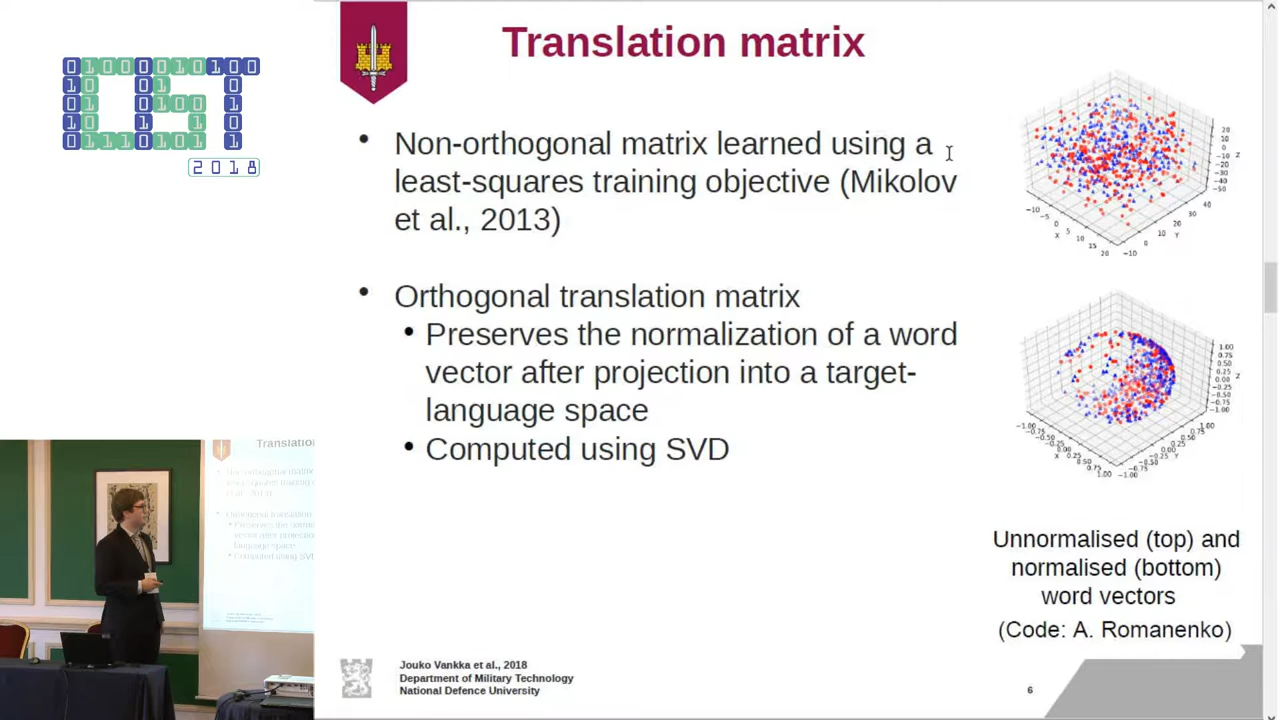 0100001010100
2018
Translation matrix
• Non-orthogonal matrix learned using a
least-squares training objective (Mikolov
et al., 2013)
• Orthogonal translation matrix
• Preserves the normalization of a word
vector after projection into a target-
language space
• Computed using SVD
Unnormalised (top) and
normalised (bottom)
word vectors
(Code: A. Romanenko)
Jouko Vankka et al., 2018
Department of Military Technology
National Defence University
6